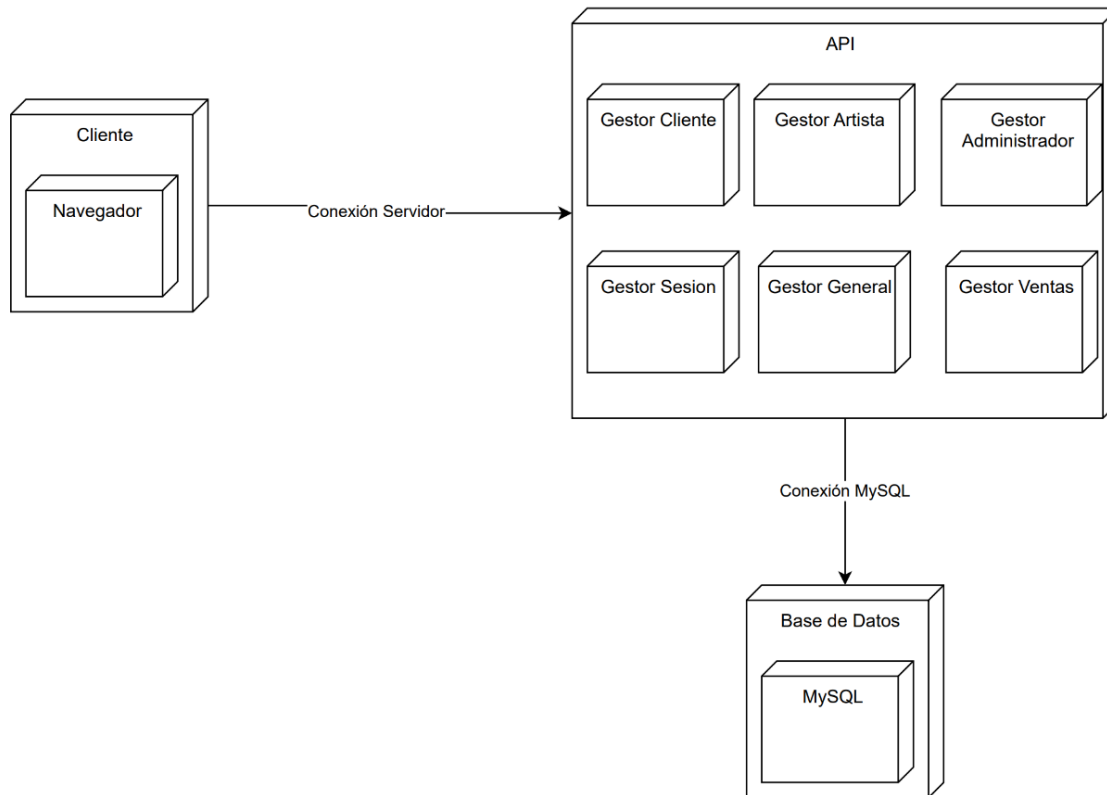 API
Cliente
Navegador
Conexión Servidor
Gestor Cliente
Gestor Artista
Gestor
Administrador
Gestor Sesion
Gestor General
Gestor Ventas
Conexión MySQL
Base de Datos
MySQL